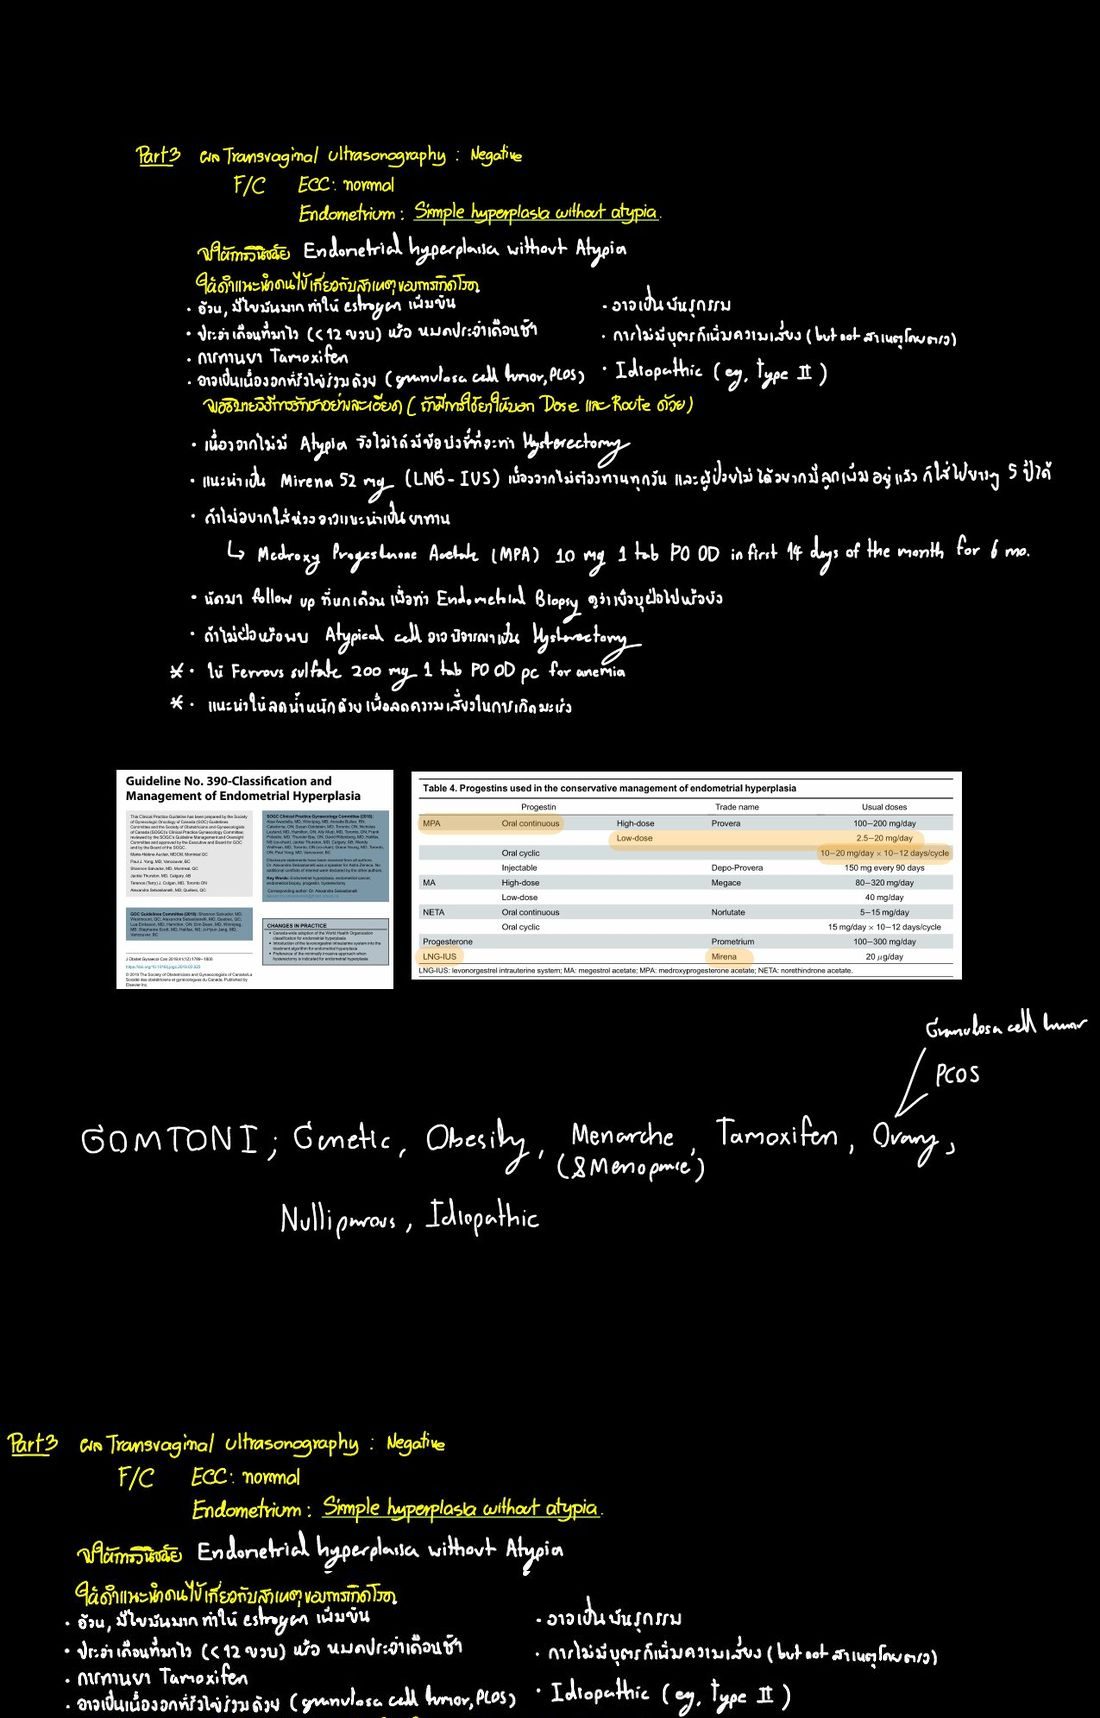 Part3 ผล Transvaginal ultrasonography : Negative
F/C ECC: normal
Endometrium : Simple hyperplasia without atypia.
จงให้การวินิจฉัย Endometrial hyperplasia without Atypia
ให้คำแนะนำคนไข้เกี่ยวกับสาเหตุของการเกิดโรค
• อ้วน, มีไขมันมาก ทำให้ estrogen เพิ่มขึ้น
• อาจเป็นพันธุกรรม
• ประจำเดือนที่มาไว (<12 ขวบ) หรือ หมดประจำเดือนช้า
• การไม่มีบุตรก็เพิ่มความเสี่ยง (but not สาเหตุโดยตรง)
• การทานยา Tamoxifen
• อาจเป็นเนื้องอกที่รังไข่ร่วมด้วย (granulosa cell tumor, PCOS)
• Idiopathic (eg, type II)
จงอธิบายวิธีการรักษาอย่างละเอียด (ถ้ามีการใช้ยาให้บอก Dose และ Route ด้วย)
• เนื่องจากไม่มี Atypia จึงไม่ได้มีข้อบ่งชี้ที่จะทำ Hysterectomy
• แนะนำเป็น Mirena 52 mg (LNG-IUS) เนื่องจากไม่ต้องทานทุกวัน และผู้ป่วยไม่ได้อยากมีลูกเพิ่มอยู่แล้ว ก็ใส่ไปยาวๆ 5 ปีได้
• ถ้าไม่อยากใส่ห่วงอาจแนะนำเป็นยาทาน
↳ Medroxy Progesterone Acetate (MPA) 10 mg 1 tab PO OD in first 14 days of the month for 6 mo.
• นัดมา follow up ที่หกเดือน เพื่อทำ Endometrial Biopsy ดูว่าเยื่อบุฝ่อไปหรือยัง
• ถ้าไม่ฝ่อหรือพบ Atypical cell อาจพิจารณาเป็น Hysterectomy
* • ให้ Ferrous sulfate 200 mg 1 tab PO OD pc for anemia
* • แนะนำให้ลดน้ำหนักด้วย เพื่อลดความเสี่ยงในการเกิดมะเร็ง
Guideline No. 390-Classification and
Management of Endometrial Hyperplasia
CHANGES IN PRACTICE
Table 4. Progestins used in the conservative management of endometrial hyperplasia
Progestin Trade name Usual doses
MPA Oral continuous High-dose Provera 100–200 mg/day
Low-dose 2.5–20 mg/day
Oral cyclic 10–20 mg/day × 10–12 days/cycle
Injectable Depo-Provera 150 mg every 90 days
MA High-dose Megace 80–320 mg/day
Low-dose 40 mg/day
NETA Oral continuous Norlutate 5–15 mg/day
Oral cyclic 15 mg/day × 10–12 days/cycle
Progesterone Prometrium 100–300 mg/day
LNG-IUS Mirena 20 μg/day
LNG-IUS: levonorgestrel intrauterine system; MA: megestrol acetate; MPA: medroxyprogesterone acetate; NETA: norethindrone acetate.
Granulosa cell tumor
PCOS
GOMTONI ; Genetic, Obesity, Menarche, Tamoxifen, Ovary,
(& Menopause)
Nulliparous, Idiopathic
Part3 ผล Transvaginal ultrasonography : Negative
F/C ECC: normal
Endometrium : Simple hyperplasia without atypia.
จงให้การวินิจฉัย Endometrial hyperplasia without Atypia
ให้คำแนะนำคนไข้เกี่ยวกับสาเหตุของการเกิดโรค
• อ้วน, มีไขมันมาก ทำให้ estrogen เพิ่มขึ้น
• อาจเป็นพันธุกรรม
• ประจำเดือนที่มาไว (<12 ขวบ) หรือ หมดประจำเดือนช้า
• การไม่มีบุตรก็เพิ่มความเสี่ยง (but not สาเหตุโดยตรง)
• การทานยา Tamoxifen
• อาจเป็นเนื้องอกที่รังไข่ร่วมด้วย (granulosa cell tumor, PCOS)
• Idiopathic (eg, type II)